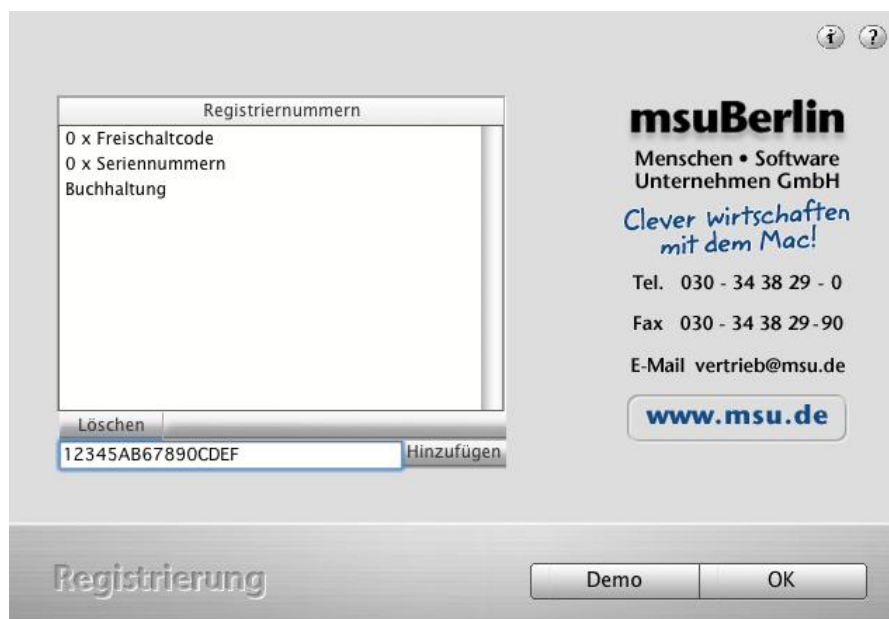 i ?
Registriernummern
0 x Freischaltcode
0 x Seriennummern
Buchhaltung
Löschen
12345AB67890CDEF
Hinzufügen
msuBerlin
Menschen • Software
Unternehmen GmbH
Clever wirtschaften
mit dem Mac!
Tel. 030 - 34 38 29 - 0
Fax 030 - 34 38 29 - 90
E-Mail vertrieb@msu.de
www.msu.de
Registrierung
Demo
OK